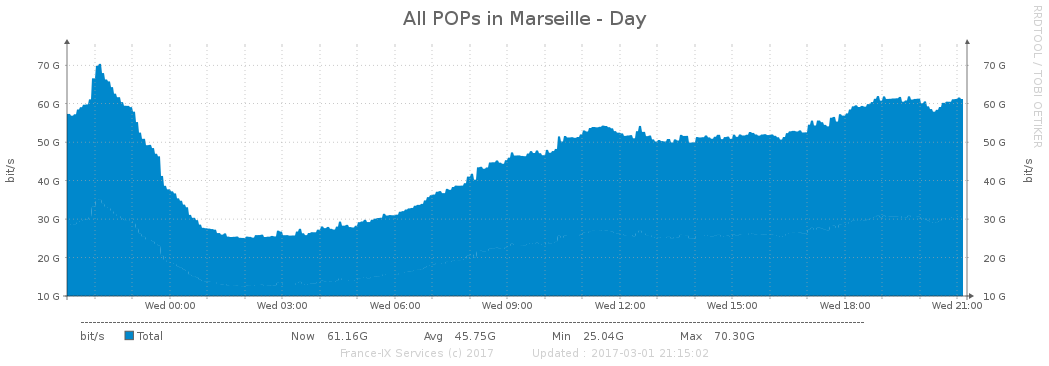 All POPs in Marseille - Day
RRDTOOL / TOBI OETIKER
bit/s
70 G
60 G
50 G
40 G
30 G
20 G
10 G
70 G
60 G
50 G
40 G
30 G
20 G
10 G
bit/s
Wed 00:00 Wed 03:00 Wed 06:00 Wed 09:00 Wed 12:00 Wed 15:00 Wed 18:00 Wed 21:00
bit/s Total Now 61.16G Avg 45.75G Min 25.04G Max 70.30G
France-IX Services (c) 2017 Updated : 2017-03-01 21:15:02